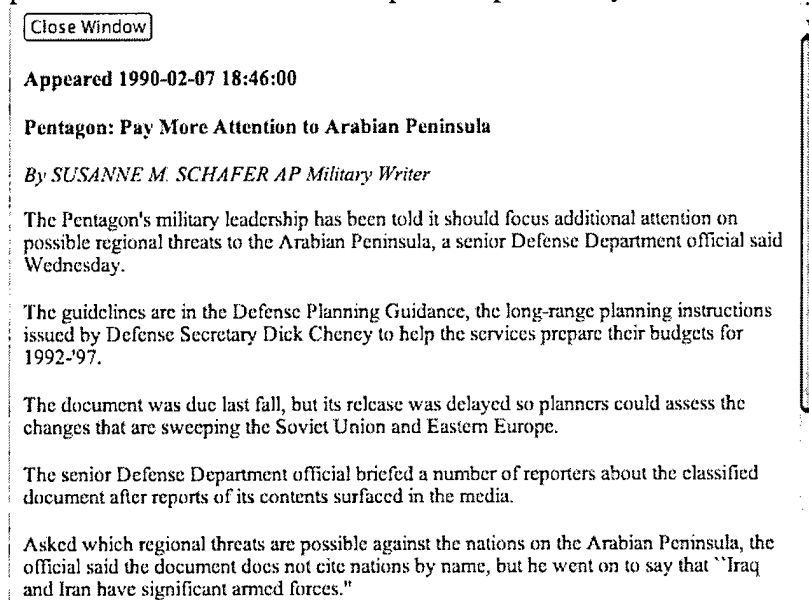 Close Window
Appeared 1990-02-07 18:46:00
Pentagon: Pay More Attention to Arabian Peninsula
By SUSANNE M. SCHAFER AP Military Writer
The Pentagon's military leadership has been told it should focus additional attention on
possible regional threats to the Arabian Peninsula, a senior Defense Department official said
Wednesday.
The guidelines are in the Defense Planning Guidance, the long-range planning instructions
issued by Defense Secretary Dick Cheney to help the services prepare their budgets for
1992-'97.
The document was due last fall, but its release was delayed so planners could assess the
changes that are sweeping the Soviet Union and Eastern Europe.
The senior Defense Department official briefed a number of reporters about the classified
document after reports of its contents surfaced in the media.
Asked which regional threats are possible against the nations on the Arabian Peninsula, the
official said the document does not cite nations by name, but he went on to say that ``Iraq
and Iran have significant armed forces."